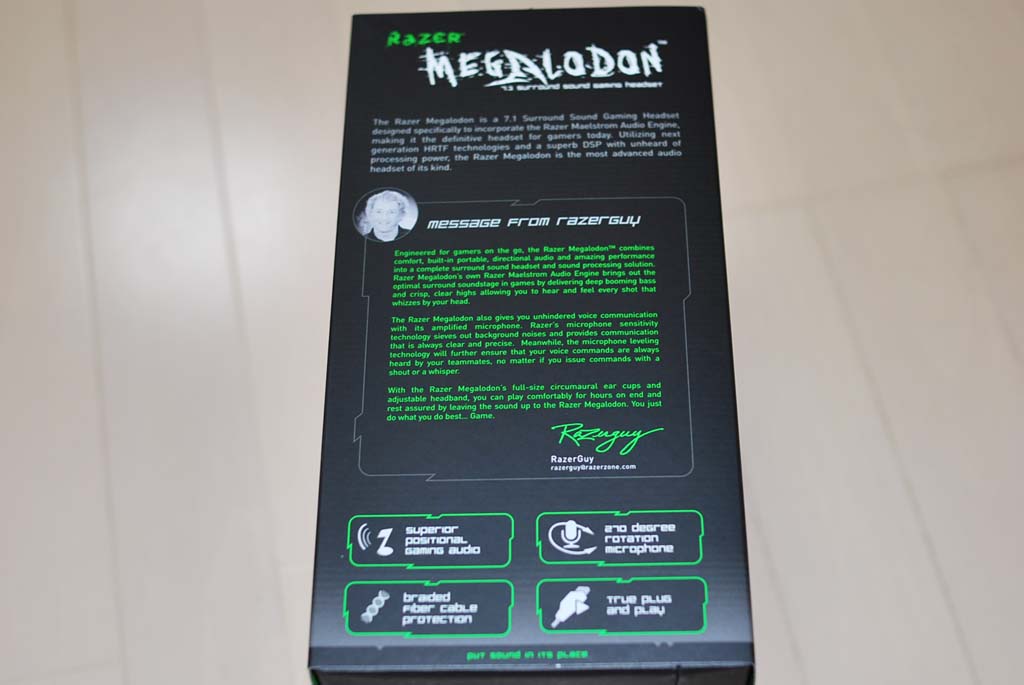 RAZER
MEGALODON™
7.1 surround sound gaming headset
The Razer Megalodon is a 7.1 Surround Sound Gaming Headset
designed specifically to incorporate the Razer Maelstrom Audio Engine,
making it the definitive headset for gamers today. Utilizing next
generation HRTF technologies and a superb DSP with unheard of
processing power, the Razer Megalodon is the most advanced audio
headset of its kind.
message from razerguy
Engineered for gamers on the go, the Razer Megalodon™ combines
comfort, built-in portable, directional audio and amazing performance
into a complete surround sound headset and sound processing solution.
Razer Megalodon's own Razer Maelstrom Audio Engine brings out the
optimal surround soundstage in games by delivering deep booming bass
and crisp, clear highs allowing you to hear and feel every shot that
whizzes by your head.
The Razer Megalodon also gives you unhindered voice communication
with its amplified microphone. Razer's microphone sensitivity
technology sieves out background noises and provides communication
that is always clear and precise. Meanwhile, the microphone leveling
technology will further ensure that your voice commands are always
heard by your teammates, no matter if you issue commands with a
shout or a whisper.
With the Razer Megalodon's full-size circumaural ear cups and
adjustable headband, you can play comfortably for hours on end and
rest assured by leaving the sound up to the Razer Megalodon. You just
do what you do best... Game.
Razerguy
RazerGuy
razerguy@razerzone.com
superior
positional
gaming audio
270 degree
rotation
microphone
braided
fiber cable
protection
true plug
and play
put sound in its place